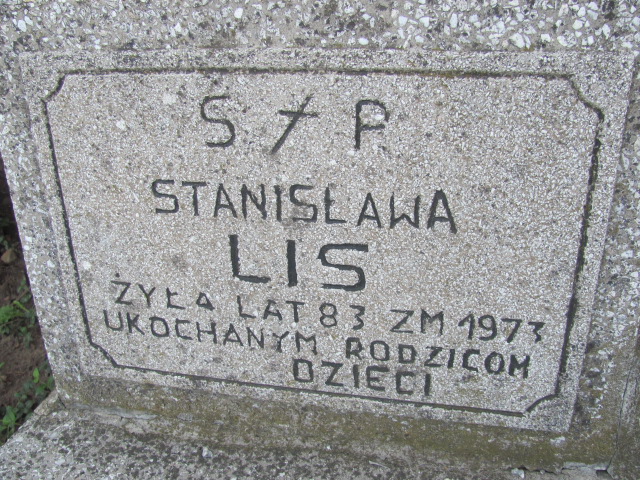 S † P
STANISŁAWA
LIS
ŻYŁA LAT 83 ZM 1973
UKOCHANYM RODZICOM
DZIECI